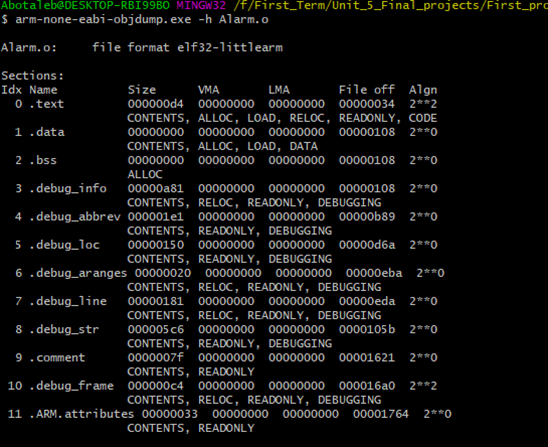 Abotaleb@DESKTOP-RBI99BO MINGW32 /f/First_Term/Unit_5_Final_projects/First_pro
$ arm-none-eabi-objdump.exe -h Alarm.o

Alarm.o:     file format elf32-littlearm

Sections:
Idx Name          Size      VMA       LMA       File off  Algn
  0 .text         000000d4  00000000  00000000  00000034  2**2
                  CONTENTS, ALLOC, LOAD, RELOC, READONLY, CODE
  1 .data         00000000  00000000  00000000  00000108  2**0
                  CONTENTS, ALLOC, LOAD, DATA
  2 .bss          00000000  00000000  00000000  00000108  2**0
                  ALLOC
  3 .debug_info   00000a81  00000000  00000000  00000108  2**0
                  CONTENTS, RELOC, READONLY, DEBUGGING
  4 .debug_abbrev 000001e1  00000000  00000000  00000b89  2**0
                  CONTENTS, READONLY, DEBUGGING
  5 .debug_loc    00000150  00000000  00000000  00000d6a  2**0
                  CONTENTS, READONLY, DEBUGGING
  6 .debug_aranges 00000020  00000000  00000000  00000eba  2**0
                  CONTENTS, RELOC, READONLY, DEBUGGING
  7 .debug_line   00000181  00000000  00000000  00000eda  2**0
                  CONTENTS, RELOC, READONLY, DEBUGGING
  8 .debug_str    000005c6  00000000  00000000  0000105b  2**0
                  CONTENTS, READONLY, DEBUGGING
  9 .comment      0000007f  00000000  00000000  00001621  2**0
                  CONTENTS, READONLY
 10 .debug_frame  000000c4  00000000  00000000  000016a0  2**2
                  CONTENTS, RELOC, READONLY, DEBUGGING
 11 .ARM.attributes 00000033  00000000  00000000  00001764  2**0
                  CONTENTS, READONLY